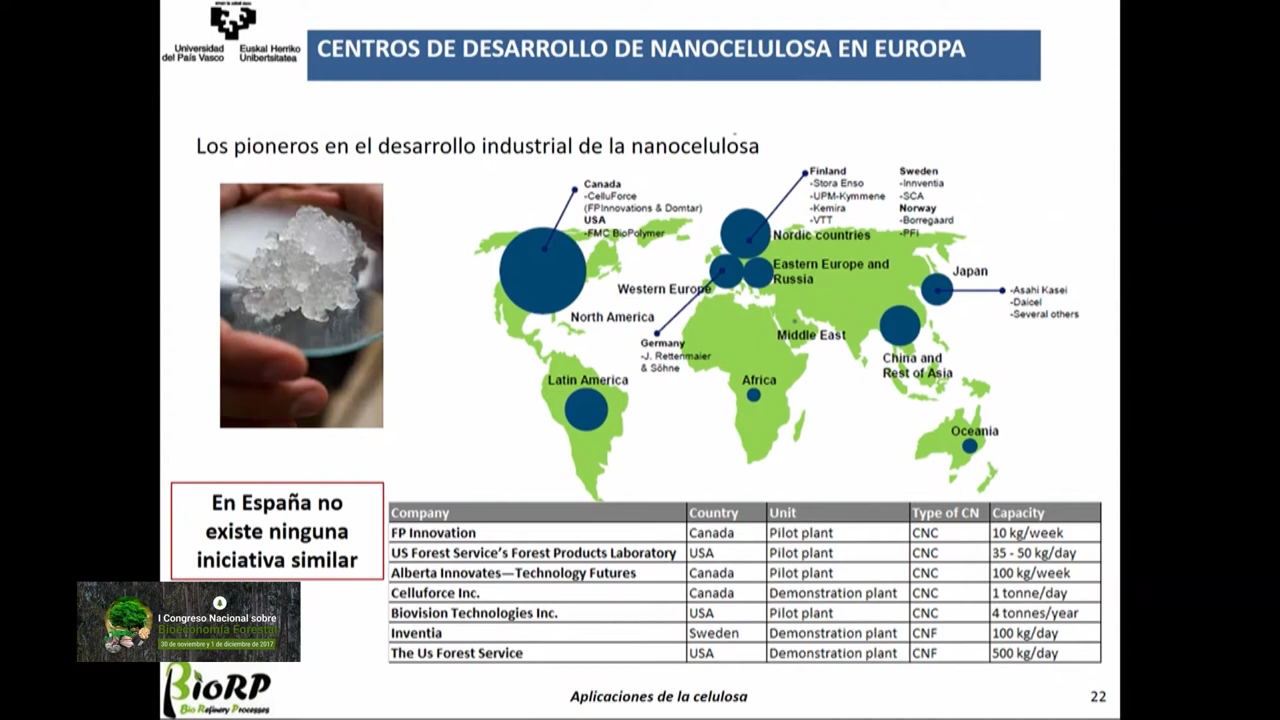 Universidad
del País Vasco
Euskal Herriko
Unibertsitatea
CENTROS DE DESARROLLO DE NANOCELULOSA EN EUROPA
Los pioneros en el desarrollo industrial de la nanocelulosa
Canada
-CelluForce
(FPInnovations & Domtar)
USA
-FMC BioPolymer
Finland
-Stora Enso
-UPM-Kymmene
-Kemira
-VTT
Sweden
-Innventia
-SCA
Norway
-Borregaard
-PFI
Nordic countries
Eastern Europe and
Russia
Western Europe
North America
Japan
-Asahi Kasei
-Daicel
-Several others
Middle East
Germany
-J. Rettenmaier
& Söhne
China and
Rest of Asia
Latin America
Africa
Oceania
En España no
existe ninguna
iniciativa similar
Company Country Unit Type of CN Capacity
FP Innovation Canada Pilot plant CNC 10 kg/week
US Forest Service's Forest Products Laboratory USA Pilot plant CNC 35 - 50 kg/day
Alberta Innovates—Technology Futures Canada Pilot plant CNC 100 kg/week
Celluforce Inc. Canada Demonstration plant CNC 1 tonne/day
Biovision Technologies Inc. USA Pilot plant CNC 4 tonnes/year
Inventia Sweden Demonstration plant CNF 100 kg/day
The Us Forest Service USA Demonstration plant CNF 500 kg/day
I Congreso Nacional sobre
Bioeconomía Forestal
30 de noviembre y 1 de diciembre de 2017
BioRP
Bio Refinery Processes
Aplicaciones de la celulosa
22